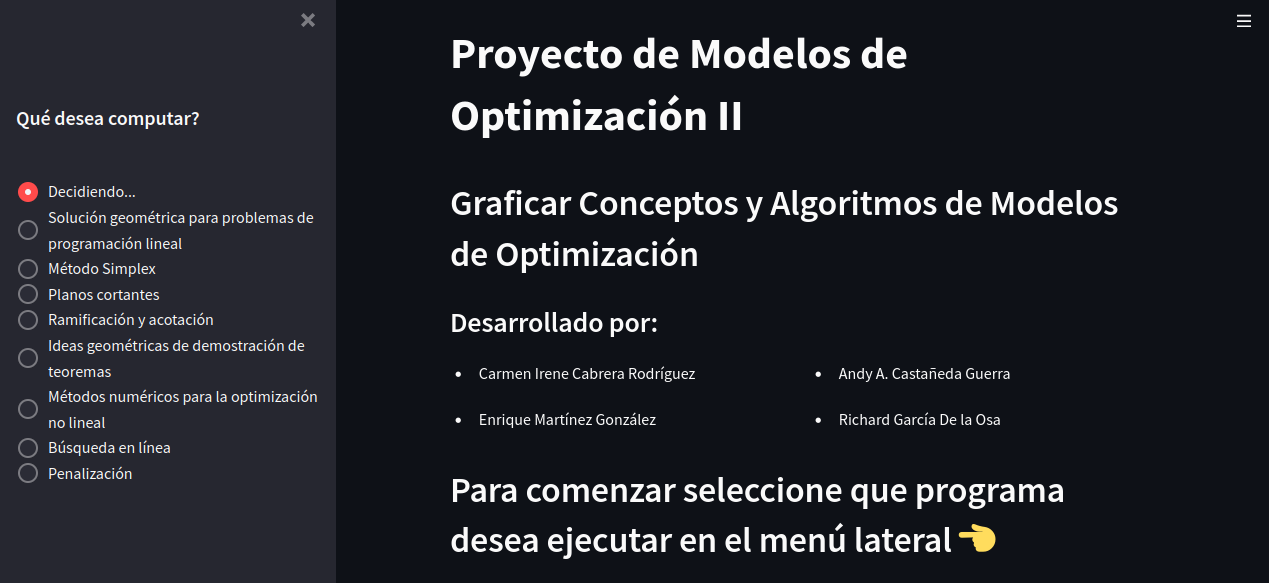 Qué desea computar?
Decidiendo...
Solución geométrica para problemas de
programación lineal
Método Simplex
Planos cortantes
Ramificación y acotación
Ideas geométricas de demostración de
teoremas
Métodos numéricos para la optimización
no lineal
Búsqueda en línea
Penalización
Proyecto de Modelos de
Optimización II
Graficar Conceptos y Algoritmos de Modelos
de Optimización
Desarrollado por:
Carmen Irene Cabrera Rodríguez
Andy A. Castañeda Guerra
Enrique Martínez González
Richard García De la Osa
Para comenzar seleccione que programa
desea ejecutar en el menú lateral 👈